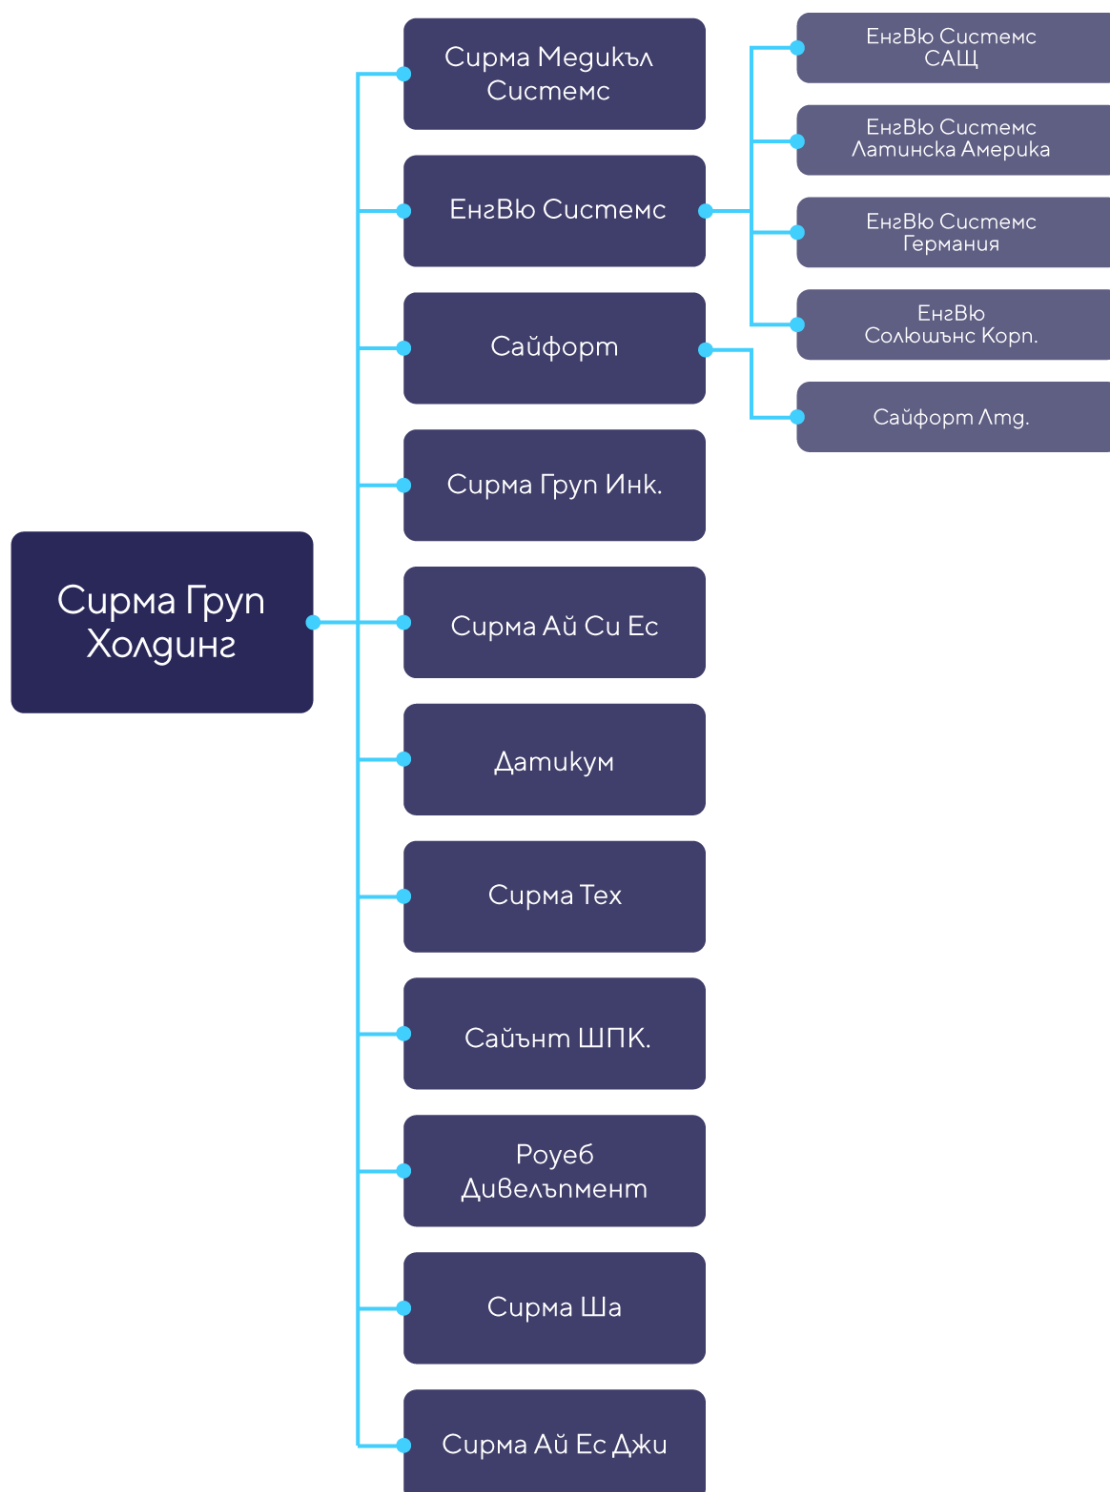 Сирма Груп
Холдинг
Сирма Медикъл
Системс
ЕнгВю Системс
Сайфорт
Сирма Груп Инк.
Сирма Ай Си Ес
Датикум
Сирма Тех
Сайънт ШПК.
Роуеб
Дивелъпмент
Сирма Ша
Сирма Ай Ес Джи
ЕнгВю Системс
САЩ
ЕнгВю Системс
Латинска Америка
ЕнгВю Системс
Германия
ЕнгВю
Солюшънс Корп.
Сайфорт Лтд.